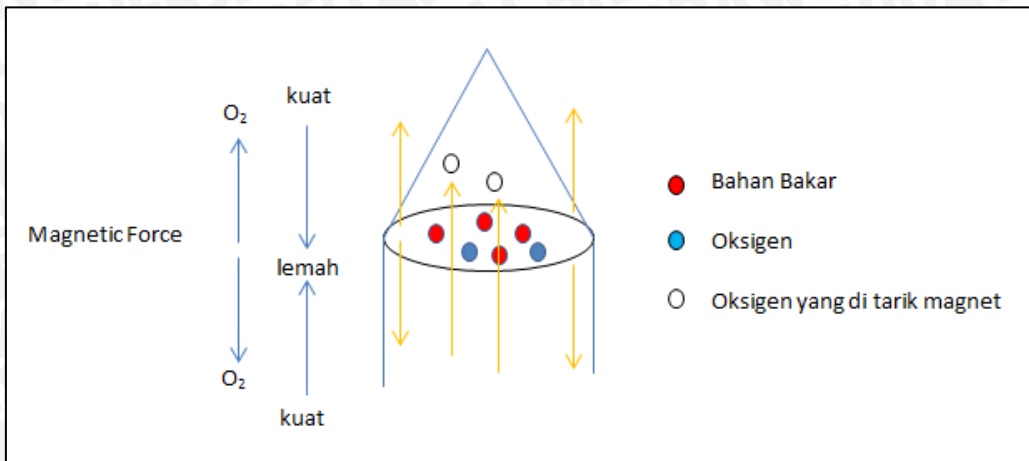 kuat
O₂
Magnetic Force
lemah
O₂
kuat
Bahan Bakar
Oksigen
Oksigen yang di tarik magnet